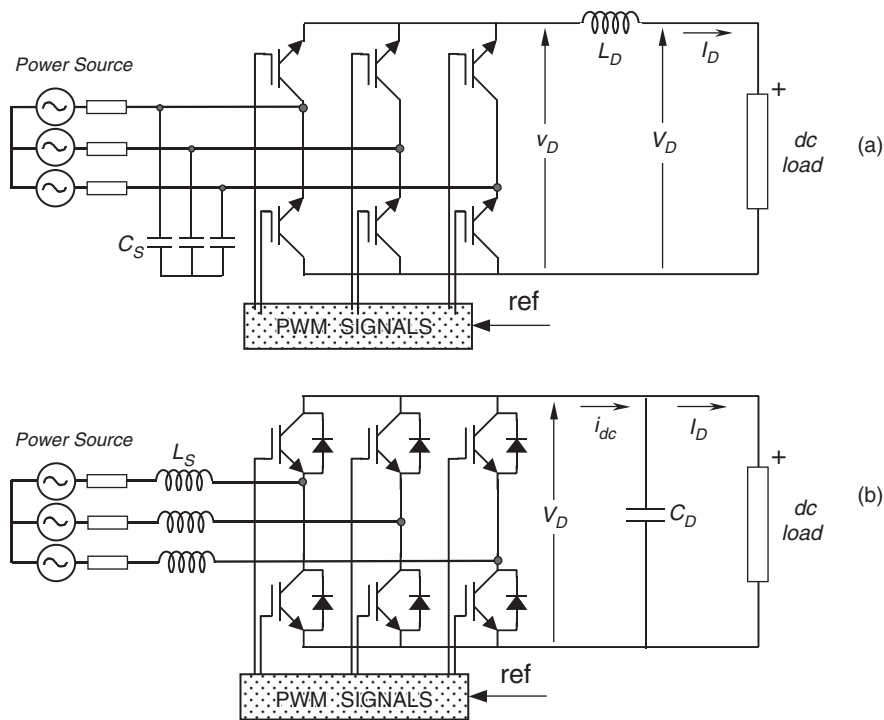 Power Source
L_D
I_D
+
v_D
V_D
dc
load
(a)
C_S
ref
PWM SIGNALS
Power Source
L_S
i_dc
I_D
+
V_D
C_D
dc
load
(b)
ref
PWM SIGNALS